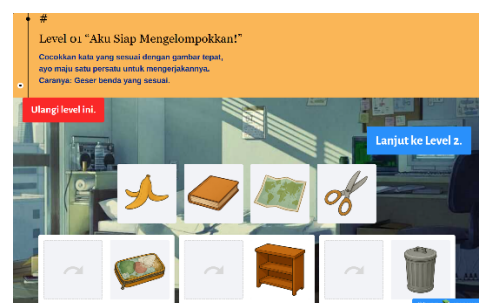 #
Level 01 “Aku Siap Mengelompokkan!”
Cocokkan kata yang sesuai dengan gambar tepat,
ayo maju satu persatu untuk mengerjakannya.
Caranya: Geser benda yang sesuai.
Ulangi level ini.
Lanjut ke Level 2.